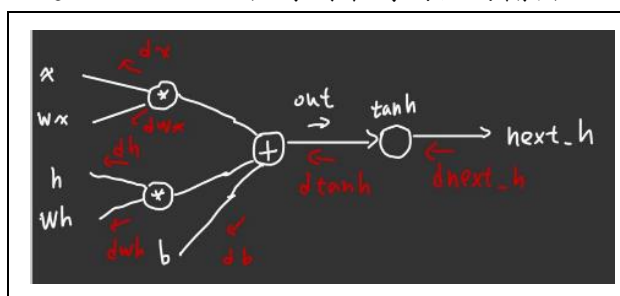 x
dx
wx
dwx
out
tanh
*
dh
+
next_h
h
dtanh
dnext_h
*
Wh
dwh
b
db